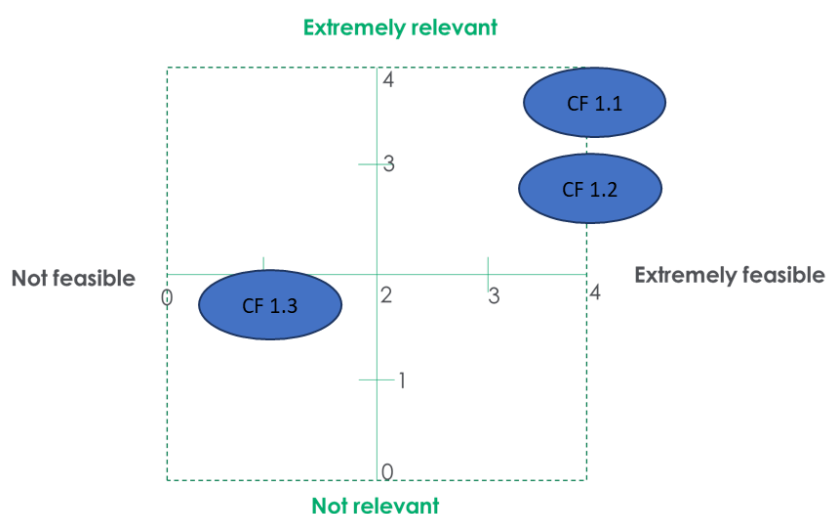 Extremely relevant
4
CF 1.1
3
CF 1.2
Not feasible
Extremely feasible
0
2
3
4
CF 1.3
1
0
Not relevant